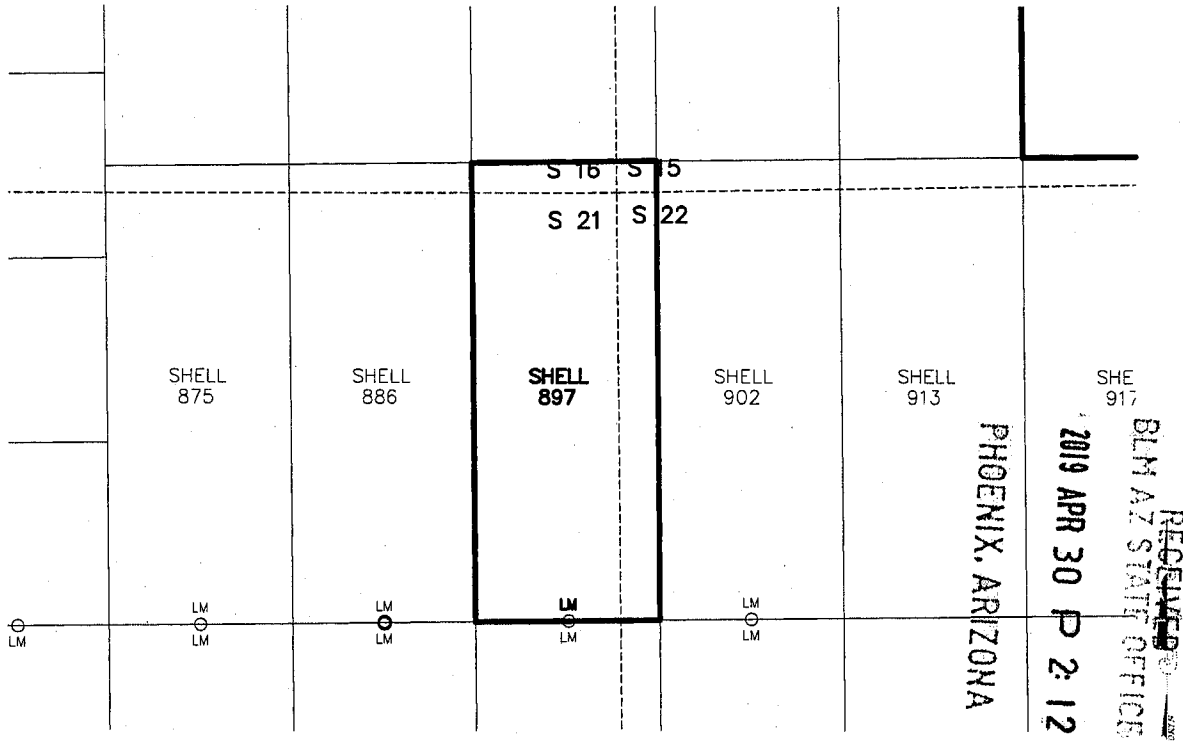 S 16 S 15
S 21 S 22
SHELL
875
SHELL
886
SHELL
897
SHELL
902
SHELL
913
SHE
917
LM
LM
LM
LM
LM
LM
LM
LM
RECEIVED
BLM AZ STATE OFFICE
2019 APR 30 P 2:12
PHOENIX, ARIZONA